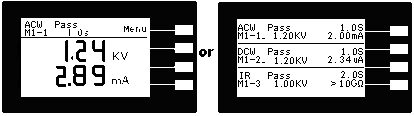 ACW Pass Menu
M1-1 1.0s
1.24 KV
2.89 mA
or
ACW Pass 1.0S
M1-1_ 1.20KV 2.00mA
DCW Pass 1.0S
M1-2_ 1.20KV 2.34uA
IR Pass 2.0S
M1-3 1.00KV >10GΩ